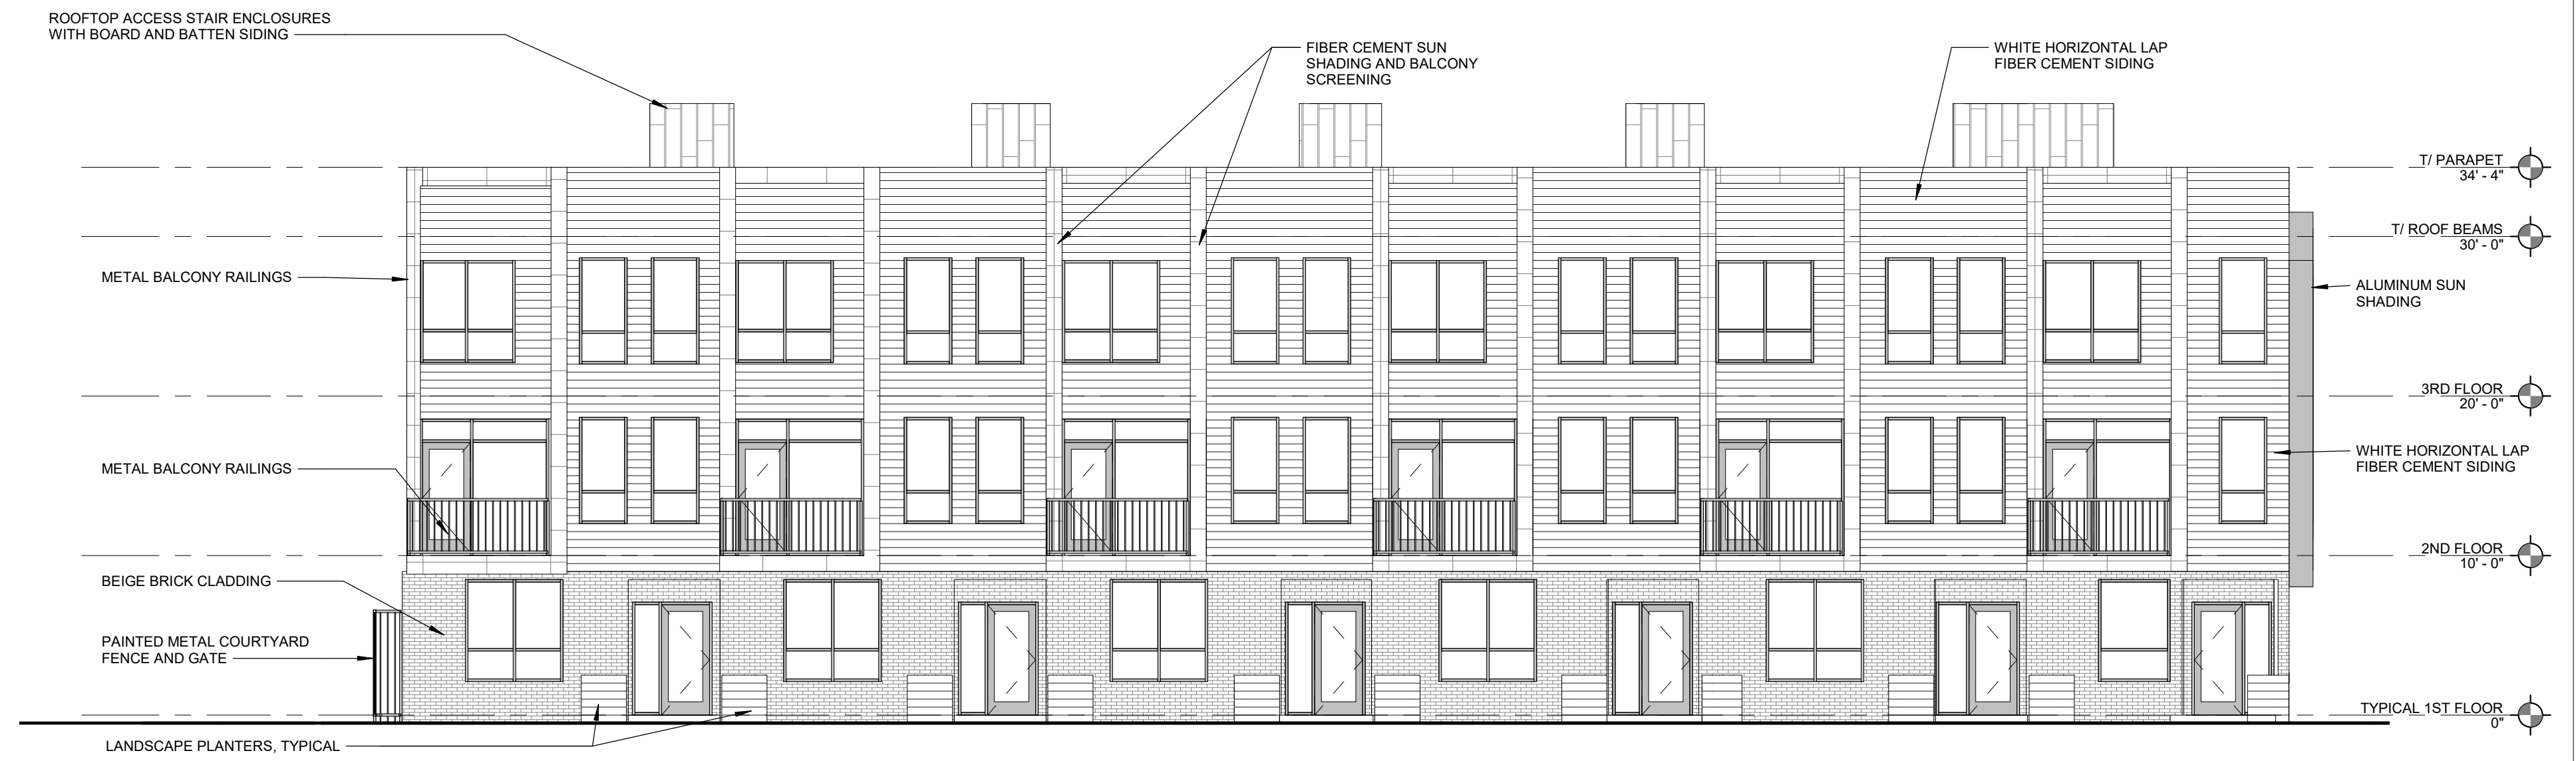 ROOFTOP ACCESS STAIR ENCLOSURES
WITH BOARD AND BATTEN SIDING
FIBER CEMENT SUN
SHADING AND BALCONY
SCREENING
WHITE HORIZONTAL LAP
FIBER CEMENT SIDING
T/ PARAPET
34' - 4"
T/ ROOF BEAMS
30' - 0"
METAL BALCONY RAILINGS
ALUMINUM SUN
SHADING
3RD FLOOR
20' - 0"
METAL BALCONY RAILINGS
WHITE HORIZONTAL LAP
FIBER CEMENT SIDING
2ND FLOOR
10' - 0"
BEIGE BRICK CLADDING
PAINTED METAL COURTYARD
FENCE AND GATE
TYPICAL 1ST FLOOR
0"
LANDSCAPE PLANTERS, TYPICAL